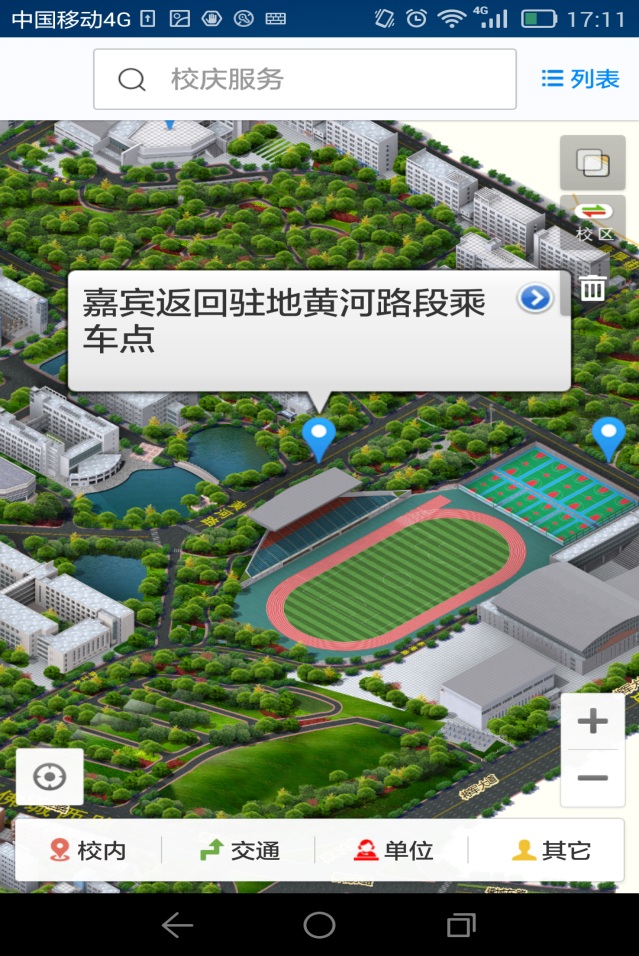 中国移动4G
4G
17:11
校庆服务
列表
校区
嘉宾返回驻地黄河路段乘
车点
校内
交通
单位
其它